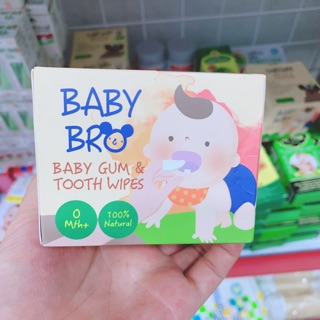 BABY
BRO
BABY GUM &
TOOTH WIPES
0
Mth+
100%
Natural